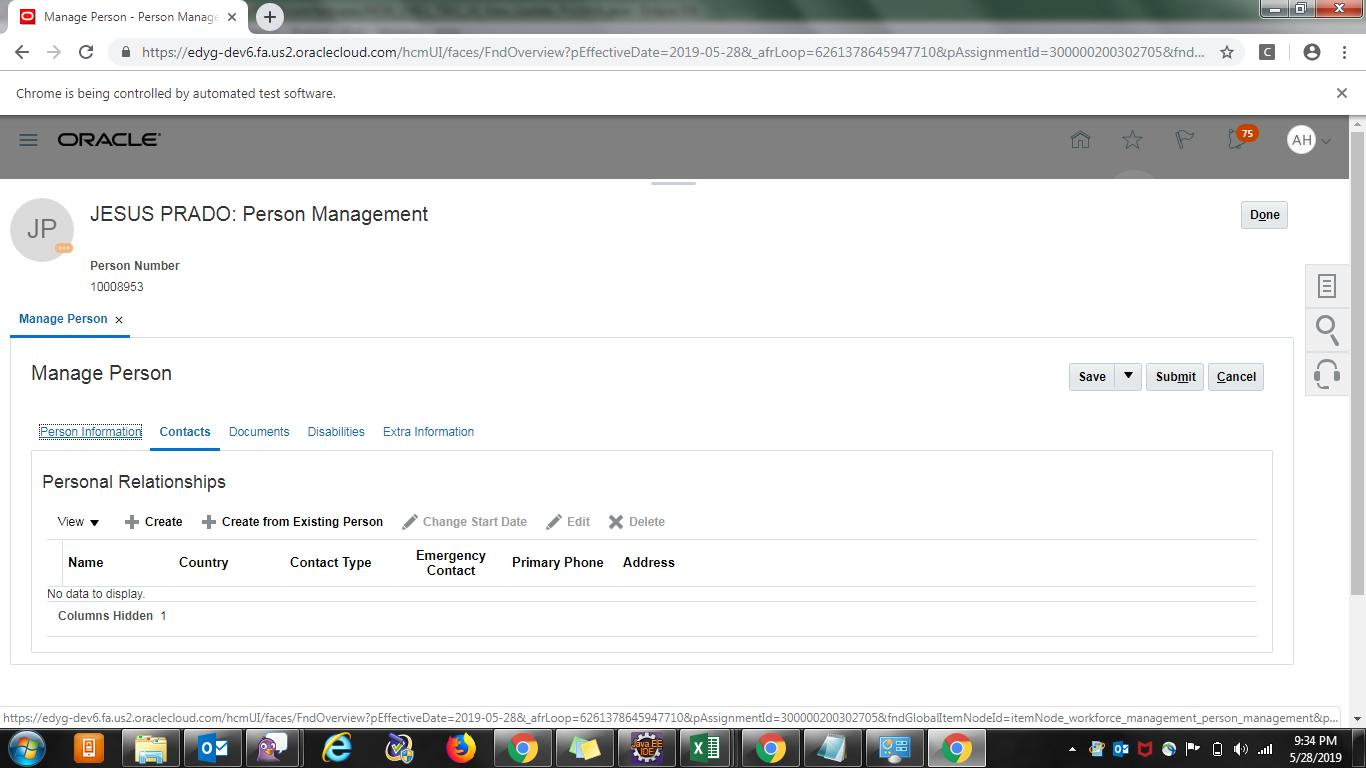 Manage Person - Person Manage
https://edyg-dev6.fa.us2.oraclecloud.com/hcmUI/faces/FndOverview?pEffectiveDate=2019-05-28&_afrLoop=6261378645947710&pAssignmentId=300000200302705&fnd...
C
Chrome is being controlled by automated test software.
ORACLE
75
AH
JP
JESUS PRADO: Person Management
Done
Person Number
10008953
Manage Person
Manage Person
Save
Submit
Cancel
Person Information Contacts Documents Disabilities Extra Information
Personal Relationships
View Create Create from Existing Person Change Start Date Edit Delete
Name Country Contact Type Emergency Contact Primary Phone Address
No data to display.
Columns Hidden 1
https://edyg-dev6.fa.us2.oraclecloud.com/hcmUI/faces/FndOverview?pEffectiveDate=2019-05-28&_afrLoop=6261378645947710&pAssignmentId=300000200302705&fndGlobalItemNodeId=itemNode_workforce_management_person_management&p...
Java EE
IDE
9:34 PM
5/28/2019